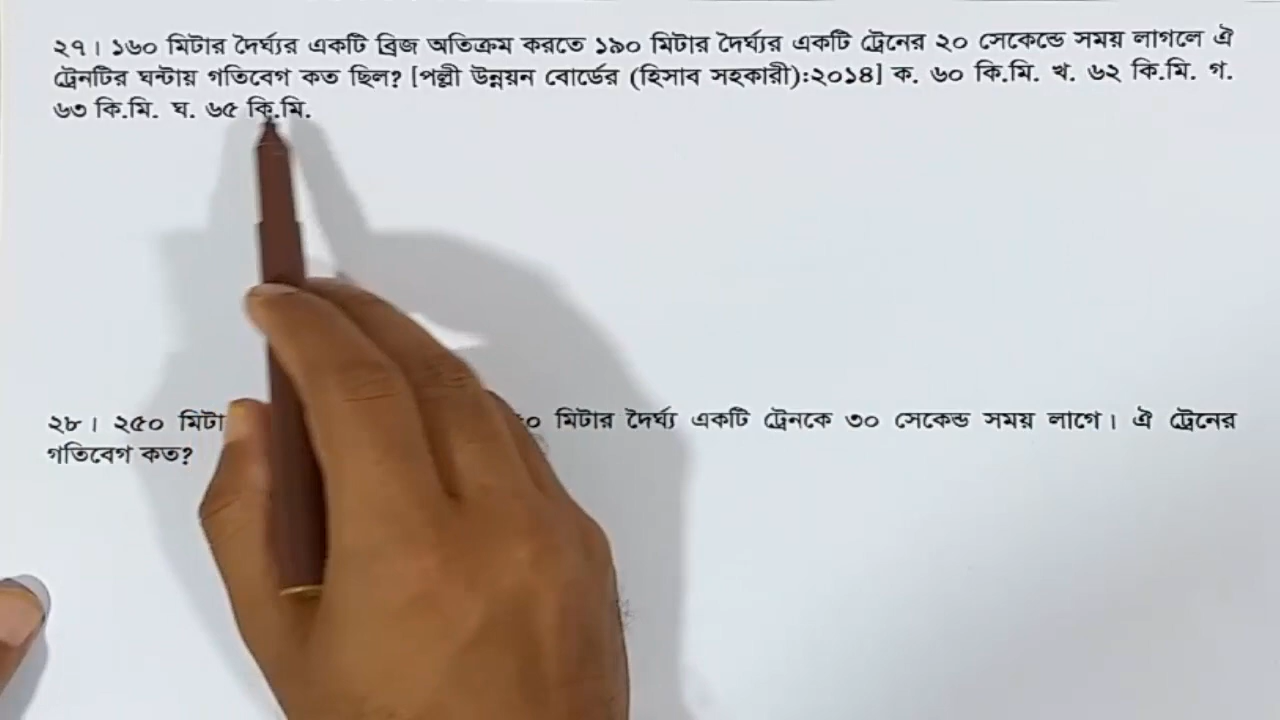 ২৭। ১৬০ মিটার দৈর্ঘ্যর একটি ব্রিজ অতিক্রম করতে ১৯০ মিটার দৈর্ঘ্যর একটি ট্রেনের ২০ সেকেন্ডে সময় লাগলে ঐ
ট্রেনটির ঘন্টায় গতিবেগ কত ছিল? [পল্লী উন্নয়ন বোর্ডের (হিসাব সহকারী):২০১৪] ক. ৬০ কি.মি. খ. ৬২ কি.মি. গ.
৬৩ কি.মি. ঘ. ৬৫ কি.মি.
২৮। ২৫০ মিটার দৈর্ঘ্য একটি ট্রেনকে ৩০ সেকেন্ড সময় লাগে। ঐ ট্রেনের
গতিবেগ কত?